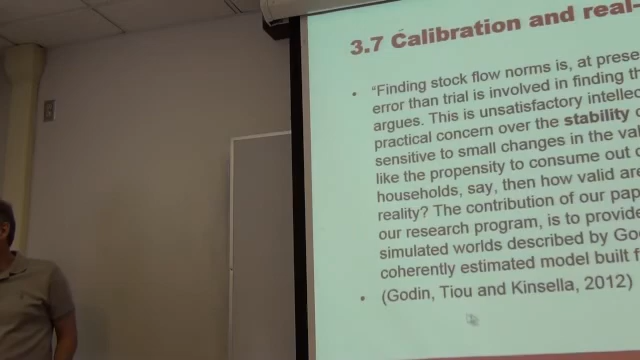 3.7 Calibration and real-
• "Finding stock flow norms is, at prese
error than trial is involved in finding th
argues. This is unsatisfactory intellec
practical concern over the stability o
sensitive to small changes in the val
like the propensity to consume out o
households, say, then how valid are
reality? The contribution of our pap
our research program, is to provide
simulated worlds described by Go
coherently estimated model built f
• (Godin, Tiou and Kinsella, 2012)